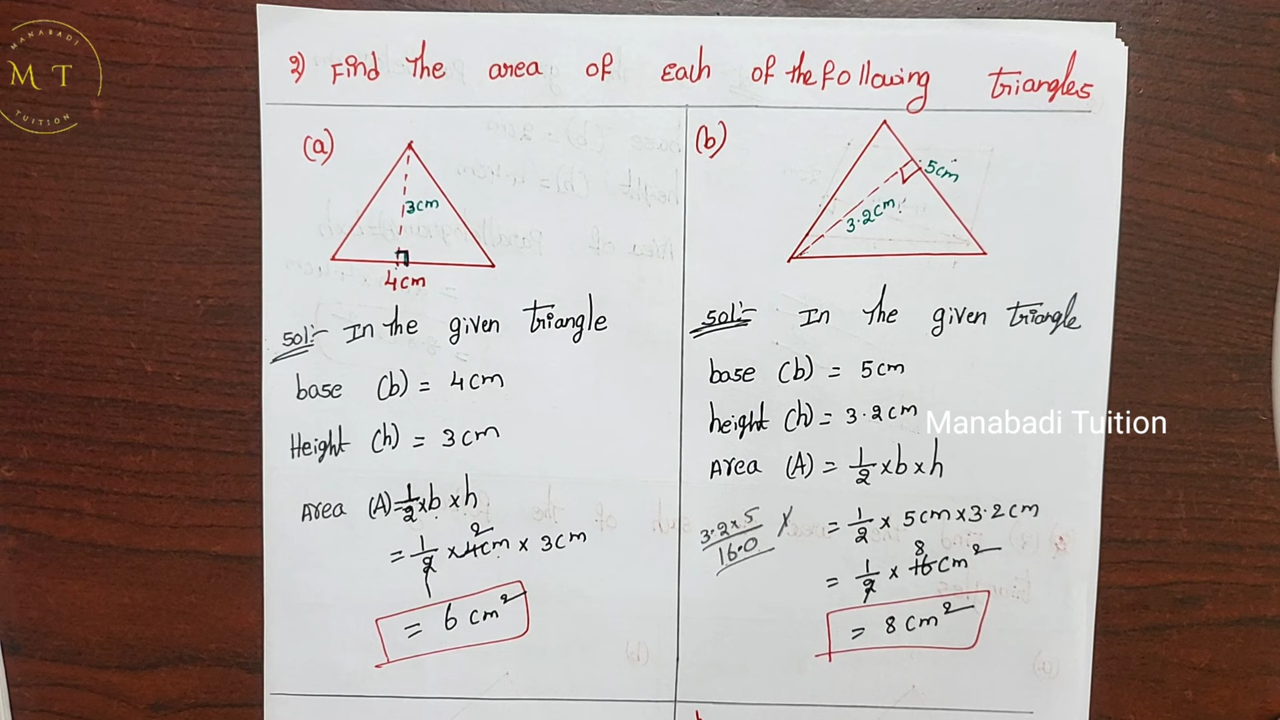 MANABADI
M T
TUITION
2) Find the area of each of the following triangles
(a)
3cm
4cm
Sol:- In the given triangle
base (b) = 4cm
Height (h) = 3cm
Area (A) = 1/2 × b × h
2
= 1/2 × 4cm × 3cm
= 6 cm²
(b)
5cm
3.2cm
Sol:- In the given triangle
base (b) = 5cm
height (h) = 3.2cm
Manabadi Tuition
Area (A) = 1/2 × b × h
3.2×5
16.0
= 1/2 × 5cm × 3.2cm
8
= 1/2 × 16cm²
= 8cm²